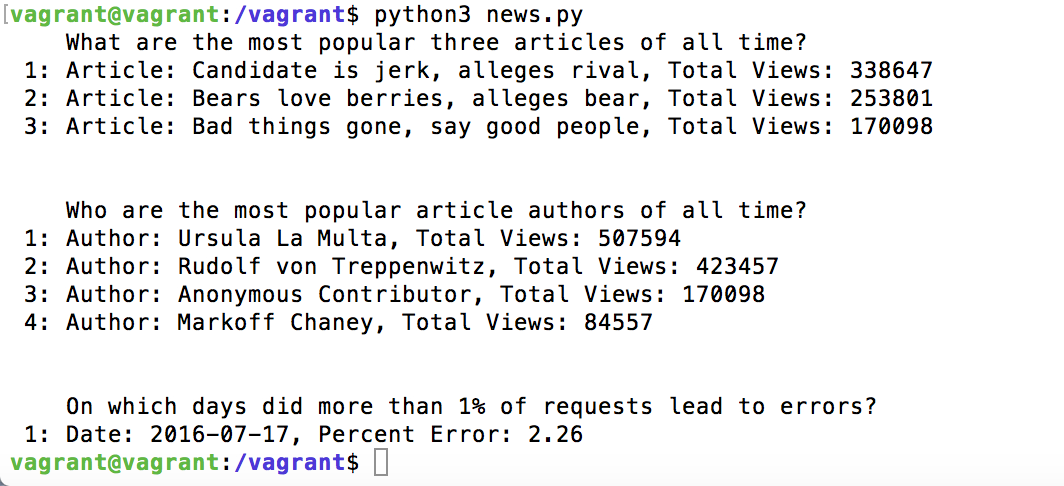 [vagrant@vagrant:/vagrant$ python3 news.py
What are the most popular three articles of all time?
1: Article: Candidate is jerk, alleges rival, Total Views: 338647
2: Article: Bears love berries, alleges bear, Total Views: 253801
3: Article: Bad things gone, say good people, Total Views: 170098
Who are the most popular article authors of all time?
1: Author: Ursula La Multa, Total Views: 507594
2: Author: Rudolf von Treppenwitz, Total Views: 423457
3: Author: Anonymous Contributor, Total Views: 170098
4: Author: Markoff Chaney, Total Views: 84557
On which days did more than 1% of requests lead to errors?
1: Date: 2016-07-17, Percent Error: 2.26
vagrant@vagrant:/vagrant$